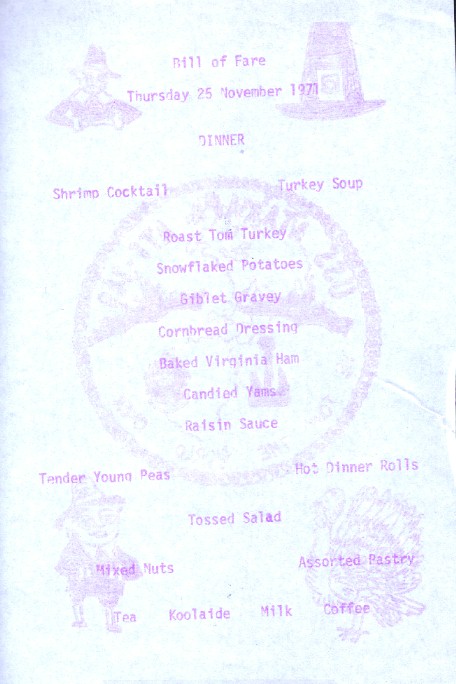 Bill of Fare
Thursday 25 November 1971
DINNER
Shrimp Cocktail Turkey Soup
Roast Tom Turkey
Snowflaked Potatoes
Giblet Gravey
Cornbread Dressing
Baked Virginia Ham
Candied Yams
Raisin Sauce
Tender Young Peas Hot Dinner Rolls
Tossed Salad
Mixed Nuts Assorted Pastry
Tea Koolaide Milk Coffee